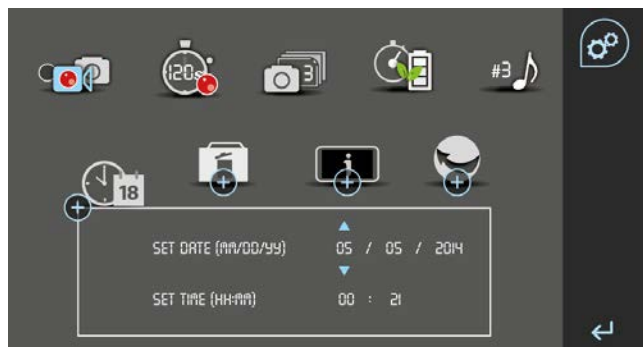 120s
3
#3
18
i
SET DATE (MM/DD/YY) 05 / 05 / 2014
SET TIME (HH:MM) 00 : 21